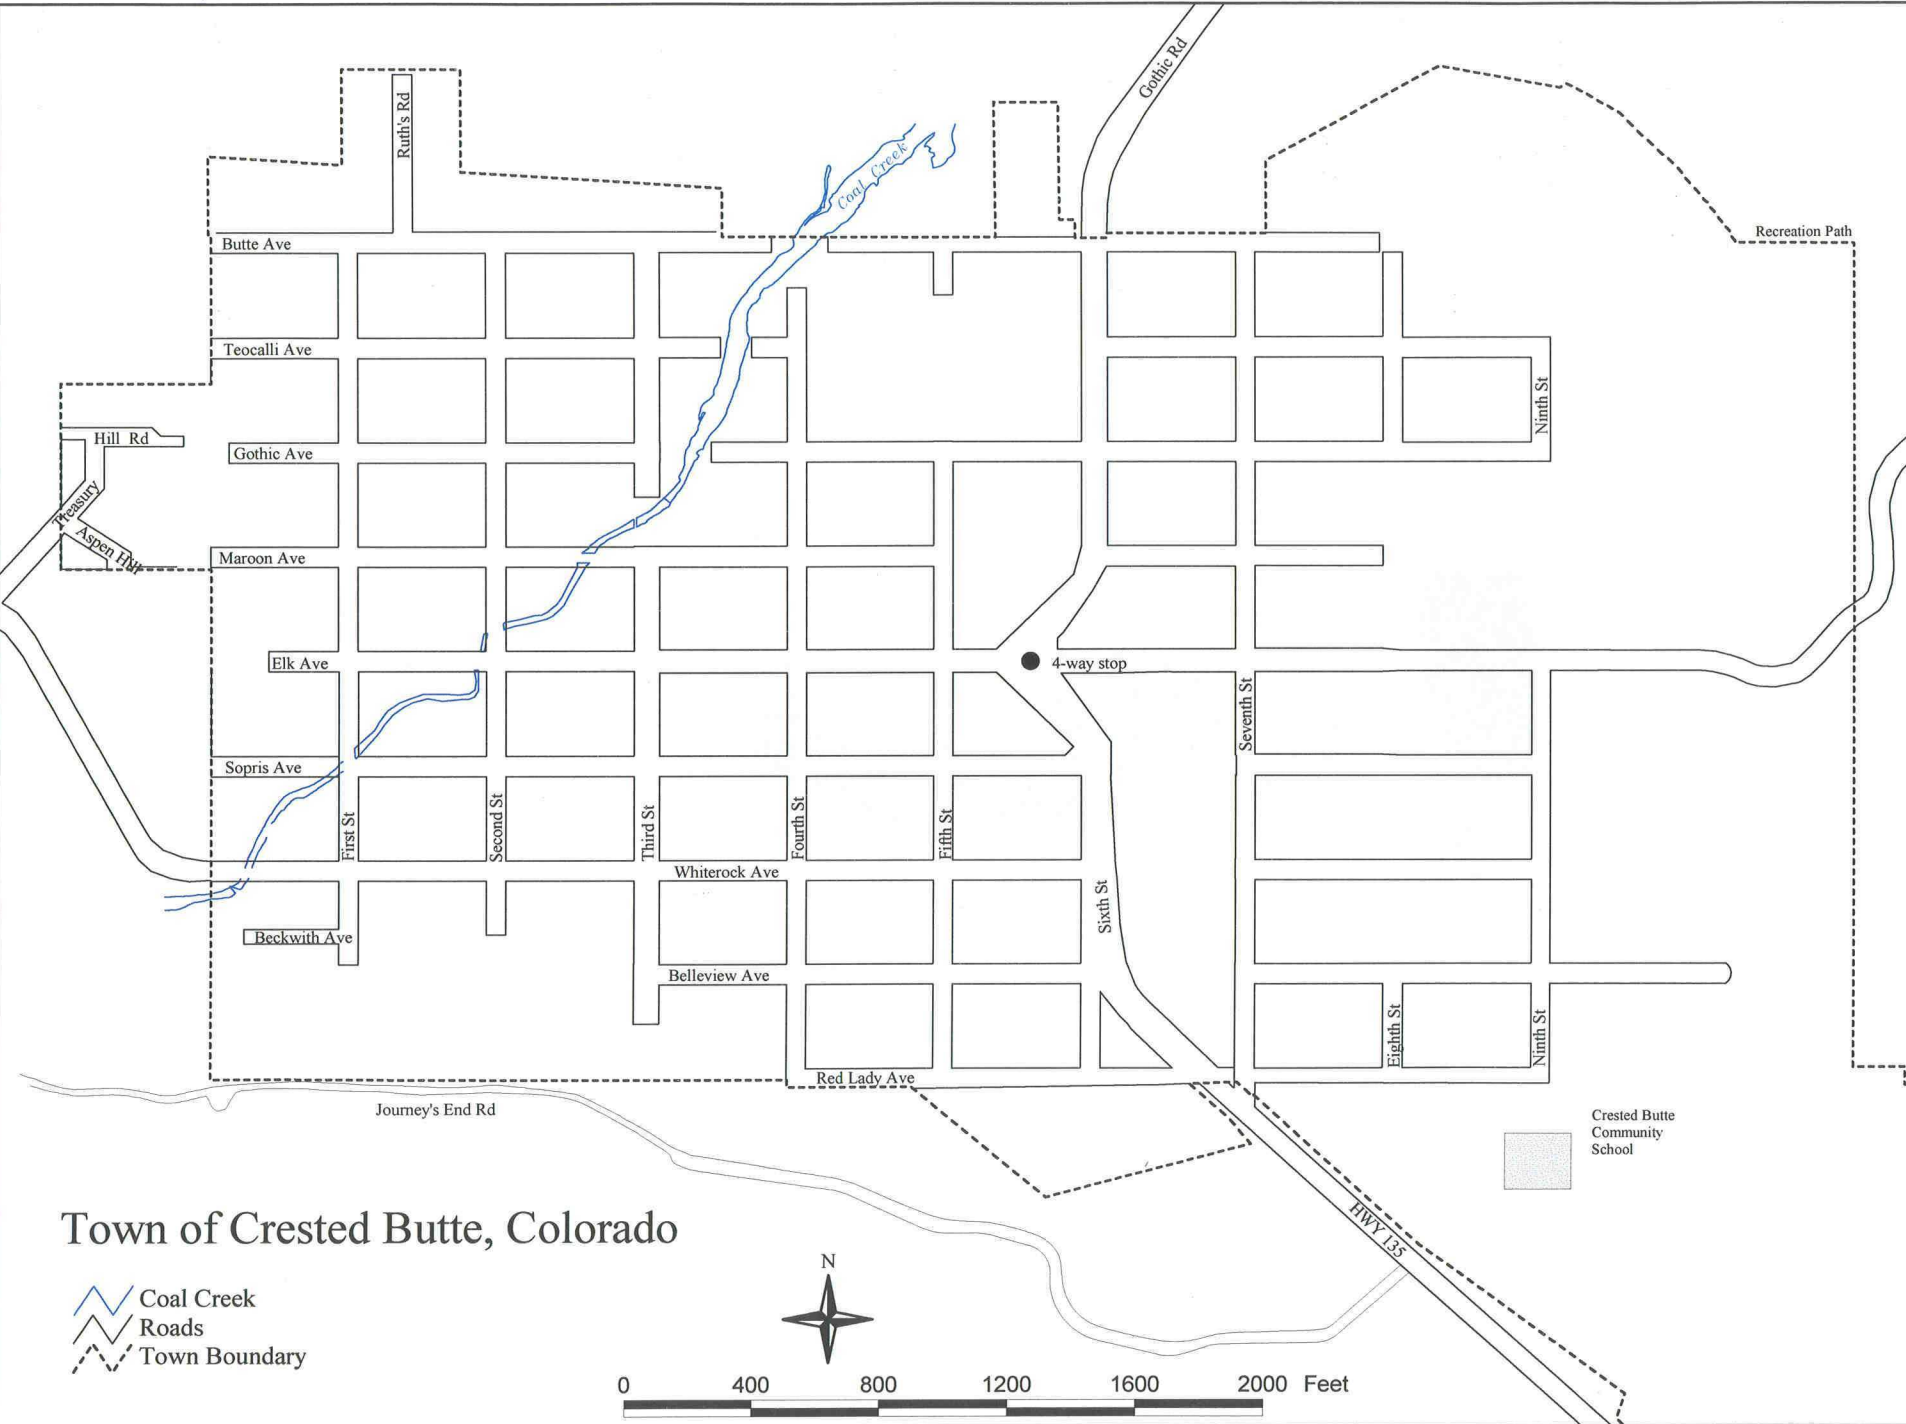 Gothic Rd
Ruth's Rd
Coal Creek
Recreation Path
Butte Ave
Teocalli Ave
Ninth St
Hill Rd
Gothic Ave
Treasury
Aspen Hill
Maroon Ave
Elk Ave
4-way stop
Seventh St
Sopris Ave
First St
Second St
Third St
Fourth St
Fifth St
Whiterock Ave
Sixth St
Beckwith Ave
Belleview Ave
Eighth St
Ninth St
Red Lady Ave
Journey's End Rd
Crested Butte
Community
School
HWY 135
Town of Crested Butte, Colorado
N
Coal Creek
Roads
Town Boundary
0 400 800 1200 1600 2000 Feet